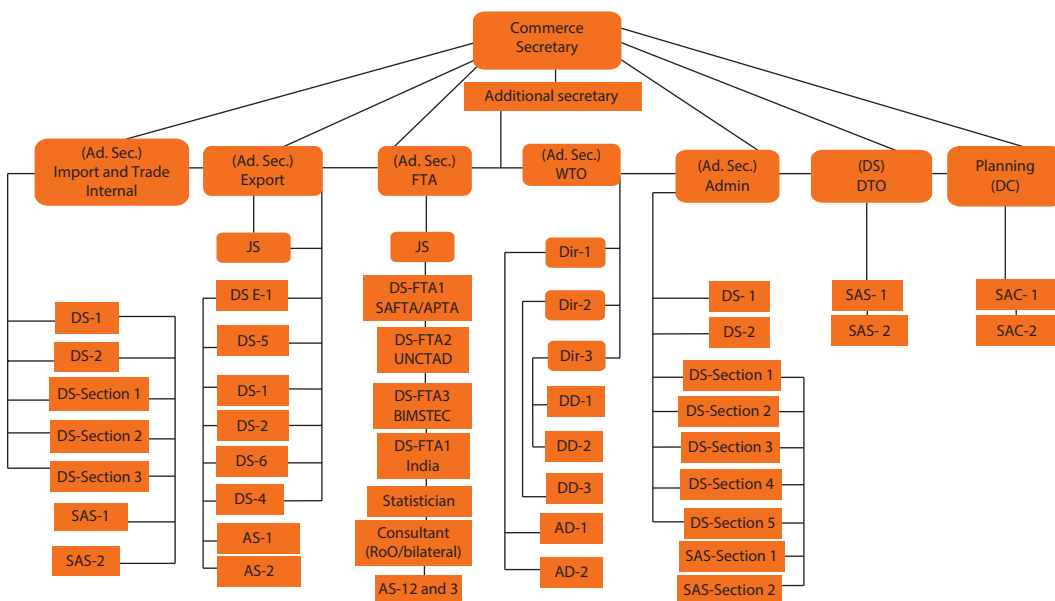 Commerce
Secretary
Additional secretary
(Ad. Sec.)
Import and Trade
Internal
(Ad. Sec.)
Export
(Ad. Sec.)
FTA
(Ad. Sec.)
WTO
(Ad. Sec.)
Admin
(DS)
DTO
Planning
(DC)
DS-1
DS-2
DS-Section 1
DS-Section 2
DS-Section 3
SAS-1
SAS-2
JS
DS E-1
DS-5
DS-1
DS-2
DS-6
DS-4
AS-1
AS-2
JS
DS-FTA1
SAFTA/APTA
DS-FTA2
UNCTAD
DS-FTA3
BIMSTEC
DS-FTA1
India
Statistician
Consultant
(RoO/bilateral)
AS-12 and 3
Dir-1
Dir-2
Dir-3
DD-1
DD-2
DD-3
AD-1
AD-2
DS- 1
DS-2
DS-Section 1
DS-Section 2
DS-Section 3
DS-Section 4
DS-Section 5
SAS-Section 1
SAS-Section 2
SAS- 1
SAS- 2
SAC- 1
SAC-2